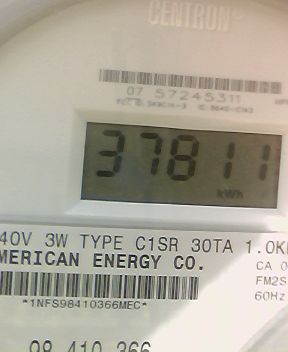 CENTRON®
07 57245311
37811
kWh
40V 3W TYPE C1SR 30TA 1.0K
MERICAN ENERGY CO.
CA 0
FM2S
60Hz
*1NFS98410366MEC*
98 410 366